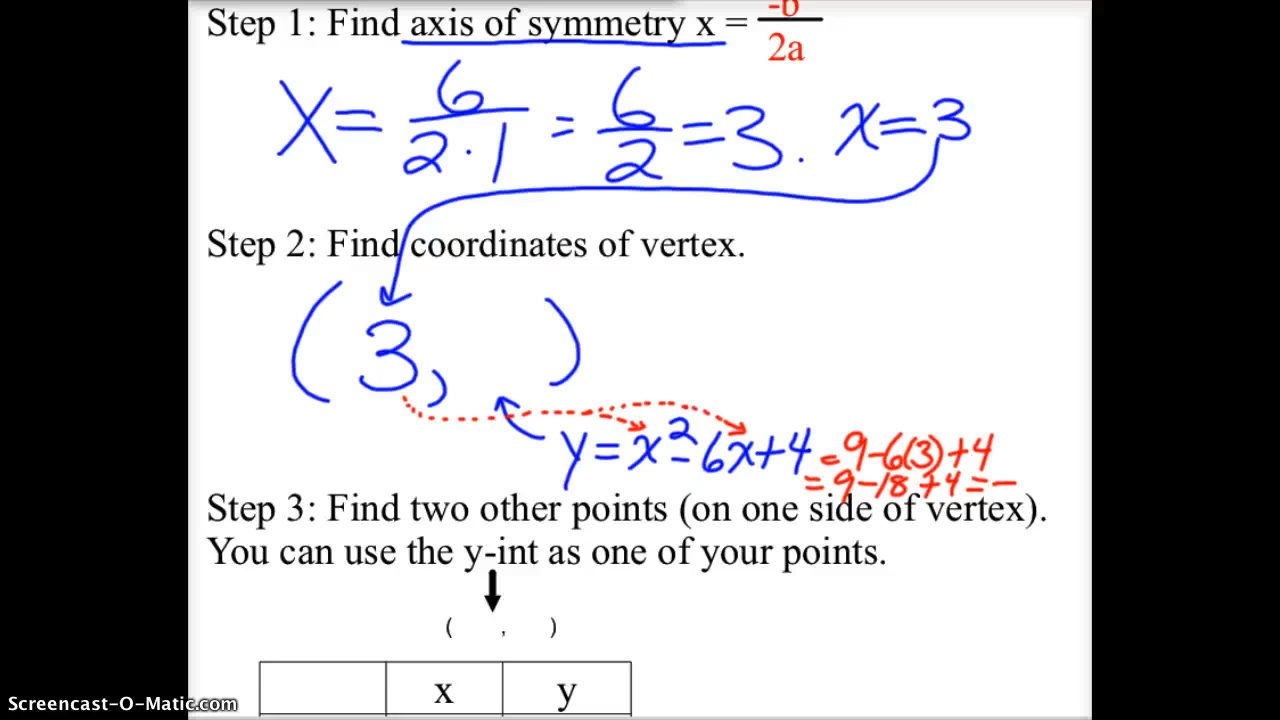 Step 1: Find axis of symmetry x = -b/2a
X = 6/(2·1) = 6/2 = 3. x = 3
Step 2: Find coordinates of vertex.
(3, )
y = x² - 6x + 4 = 9 - 6(3) + 4
= 9 - 18 + 4 = -
Step 3: Find two other points (on one side of vertex).
You can use the y-int as one of your points.
( , )
x y
Screencast-O-Matic.com